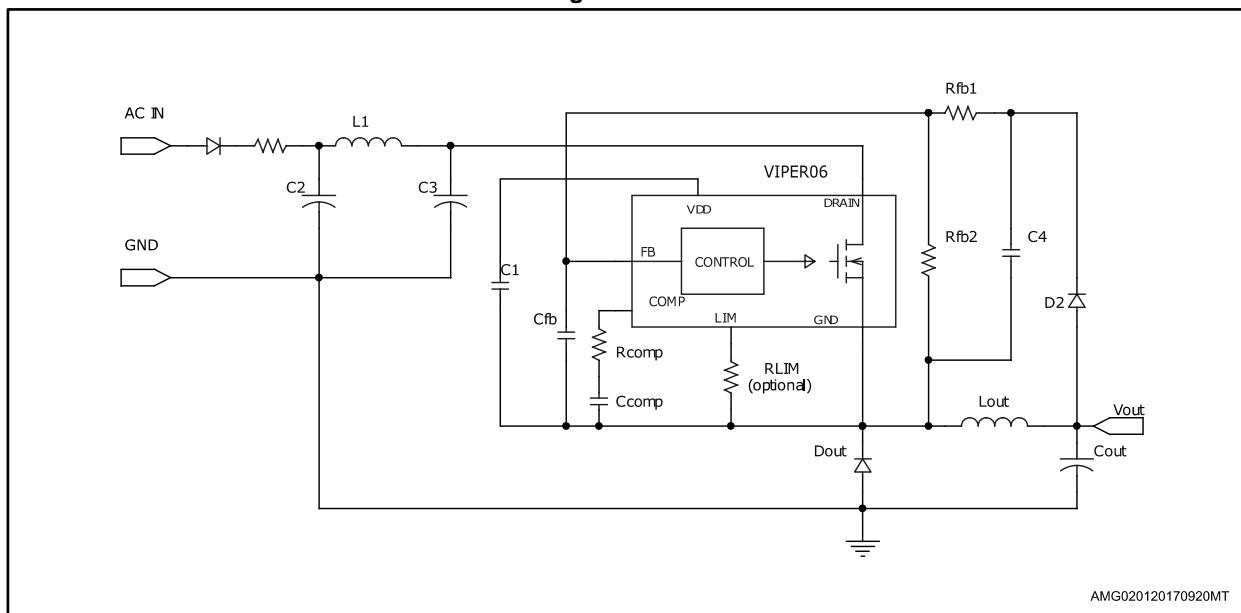 Rfb1
AC IN
L1
VIPER06
C2
C3
VDD
DRAIN
GND
FB
CONTROL
Rfb2
C4
C1
COMP
D2
Cfb
LIM
GND
Rcomp
RLIM
(optional)
Ccomp
Lout
Vout
Dout
Cout
AMG020120170920MT